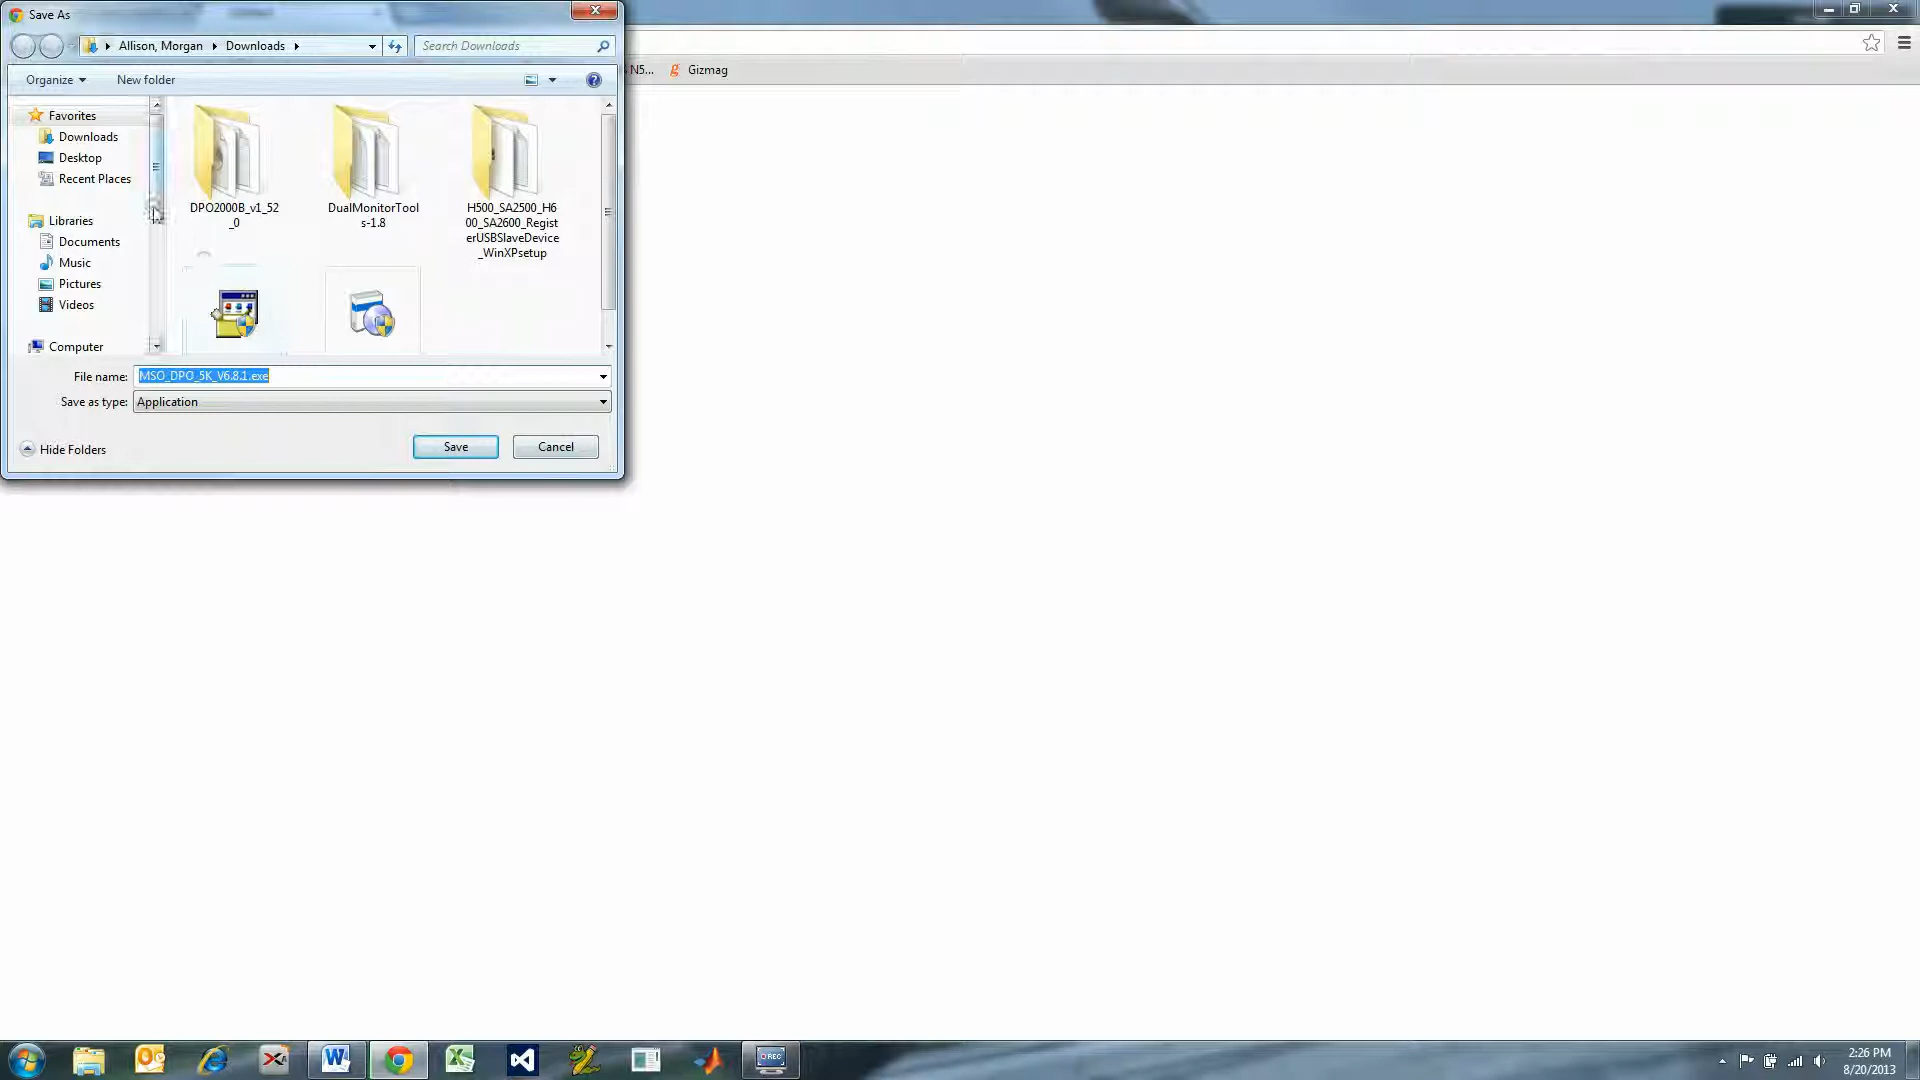 Save As
Allison, Morgan
Downloads
Search Downloads
N5...
Gizmag
Organize
New folder
Favorites
Downloads
Desktop
Recent Places
Libraries
Documents
Music
Pictures
Videos
Computer
DPO2000B_v1_52
_0
DualMonitorTool
s-1.8
H500_SA2500_H6
00_SA2600_Regist
erUSBSlaveDevice
_WinXPsetup
File name: MSO_DPO_5K_V6.8.1.exe
Save as type: Application
Hide Folders
Save
Cancel
REC
2:26 PM
8/20/2013